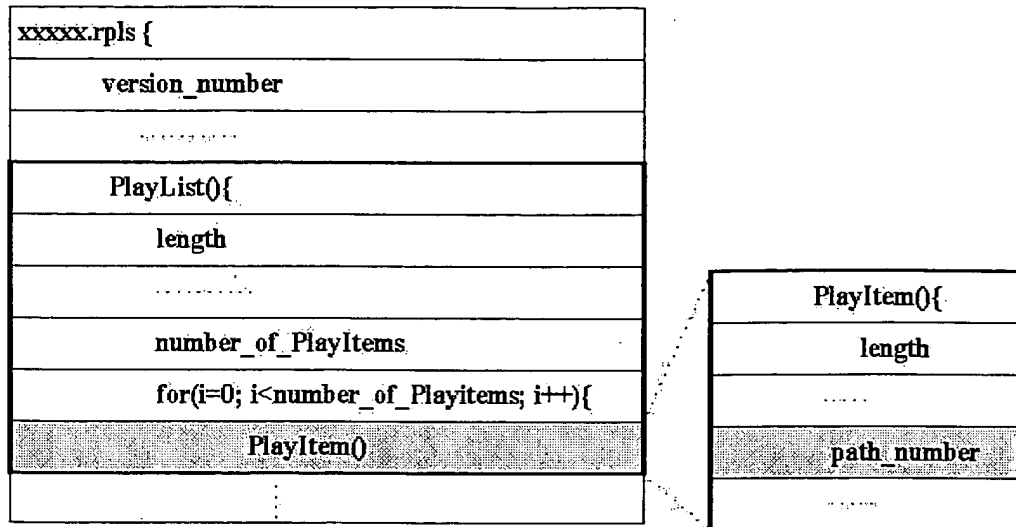 xxxxx.rpls {
version_number
..........
PlayList(){
length
..........
number_of_PlayItems
for(i=0; i<number_of_Playitems; i++){
PlayItem()
PlayItem(){
length
.....
path_number
......